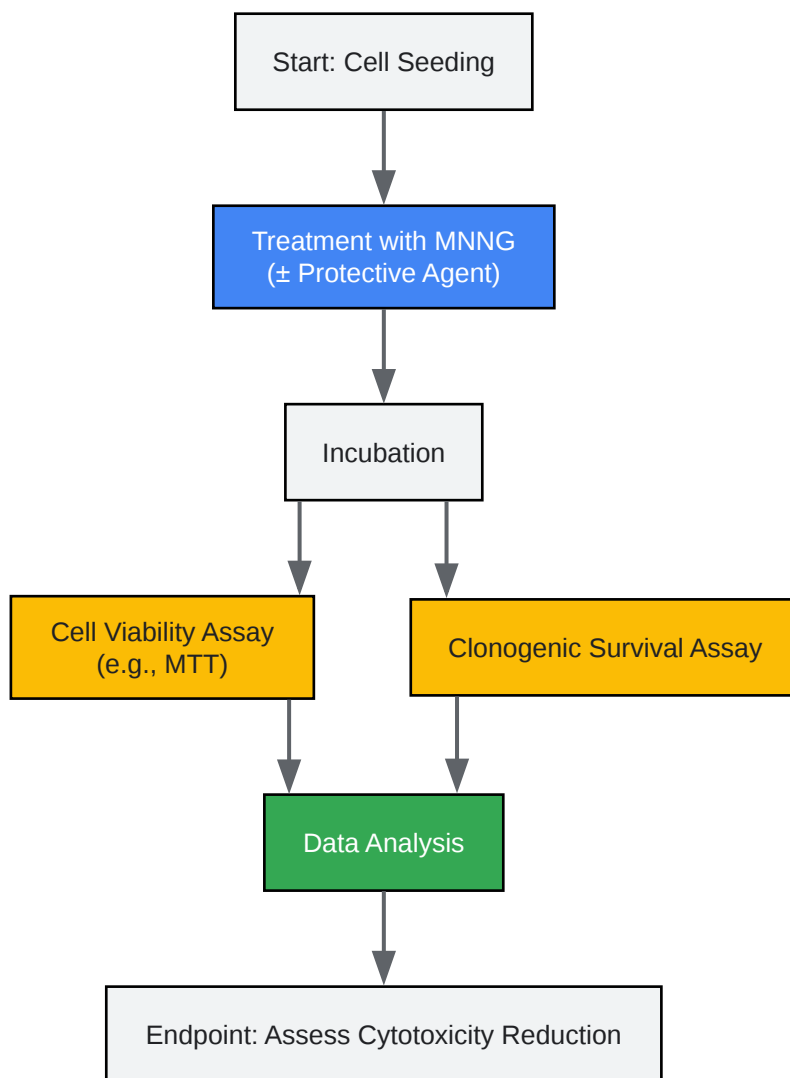 Start: Cell Seeding
Treatment with MNNG
(± Protective Agent)
Incubation
Cell Viability Assay
(e.g., MTT)
Clonogenic Survival Assay
Data Analysis
Endpoint: Assess Cytotoxicity Reduction